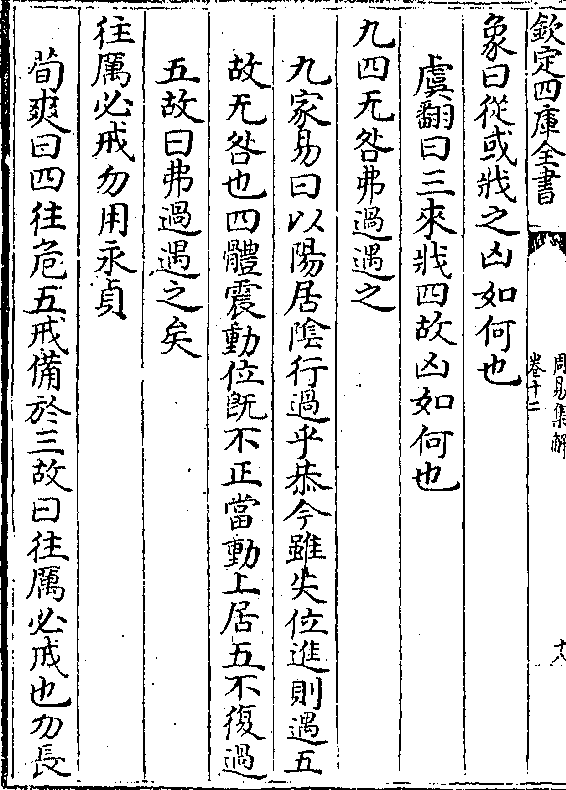 欽定四庫全書
周易集解
卷十二
十八
象曰從或戕之凶如何也
虞翻曰三來戕四故凶如何也
九四无咎弗過遇之
九家易曰以陽居陰行過乎恭今雖失位進則遇五
故无咎也四體震動位既不正當動上居五不復過
五故曰弗過遇之矣
往厲必戒勿用永貞
荀爽曰四往危五戒備於三故曰往厲必戒也勿長